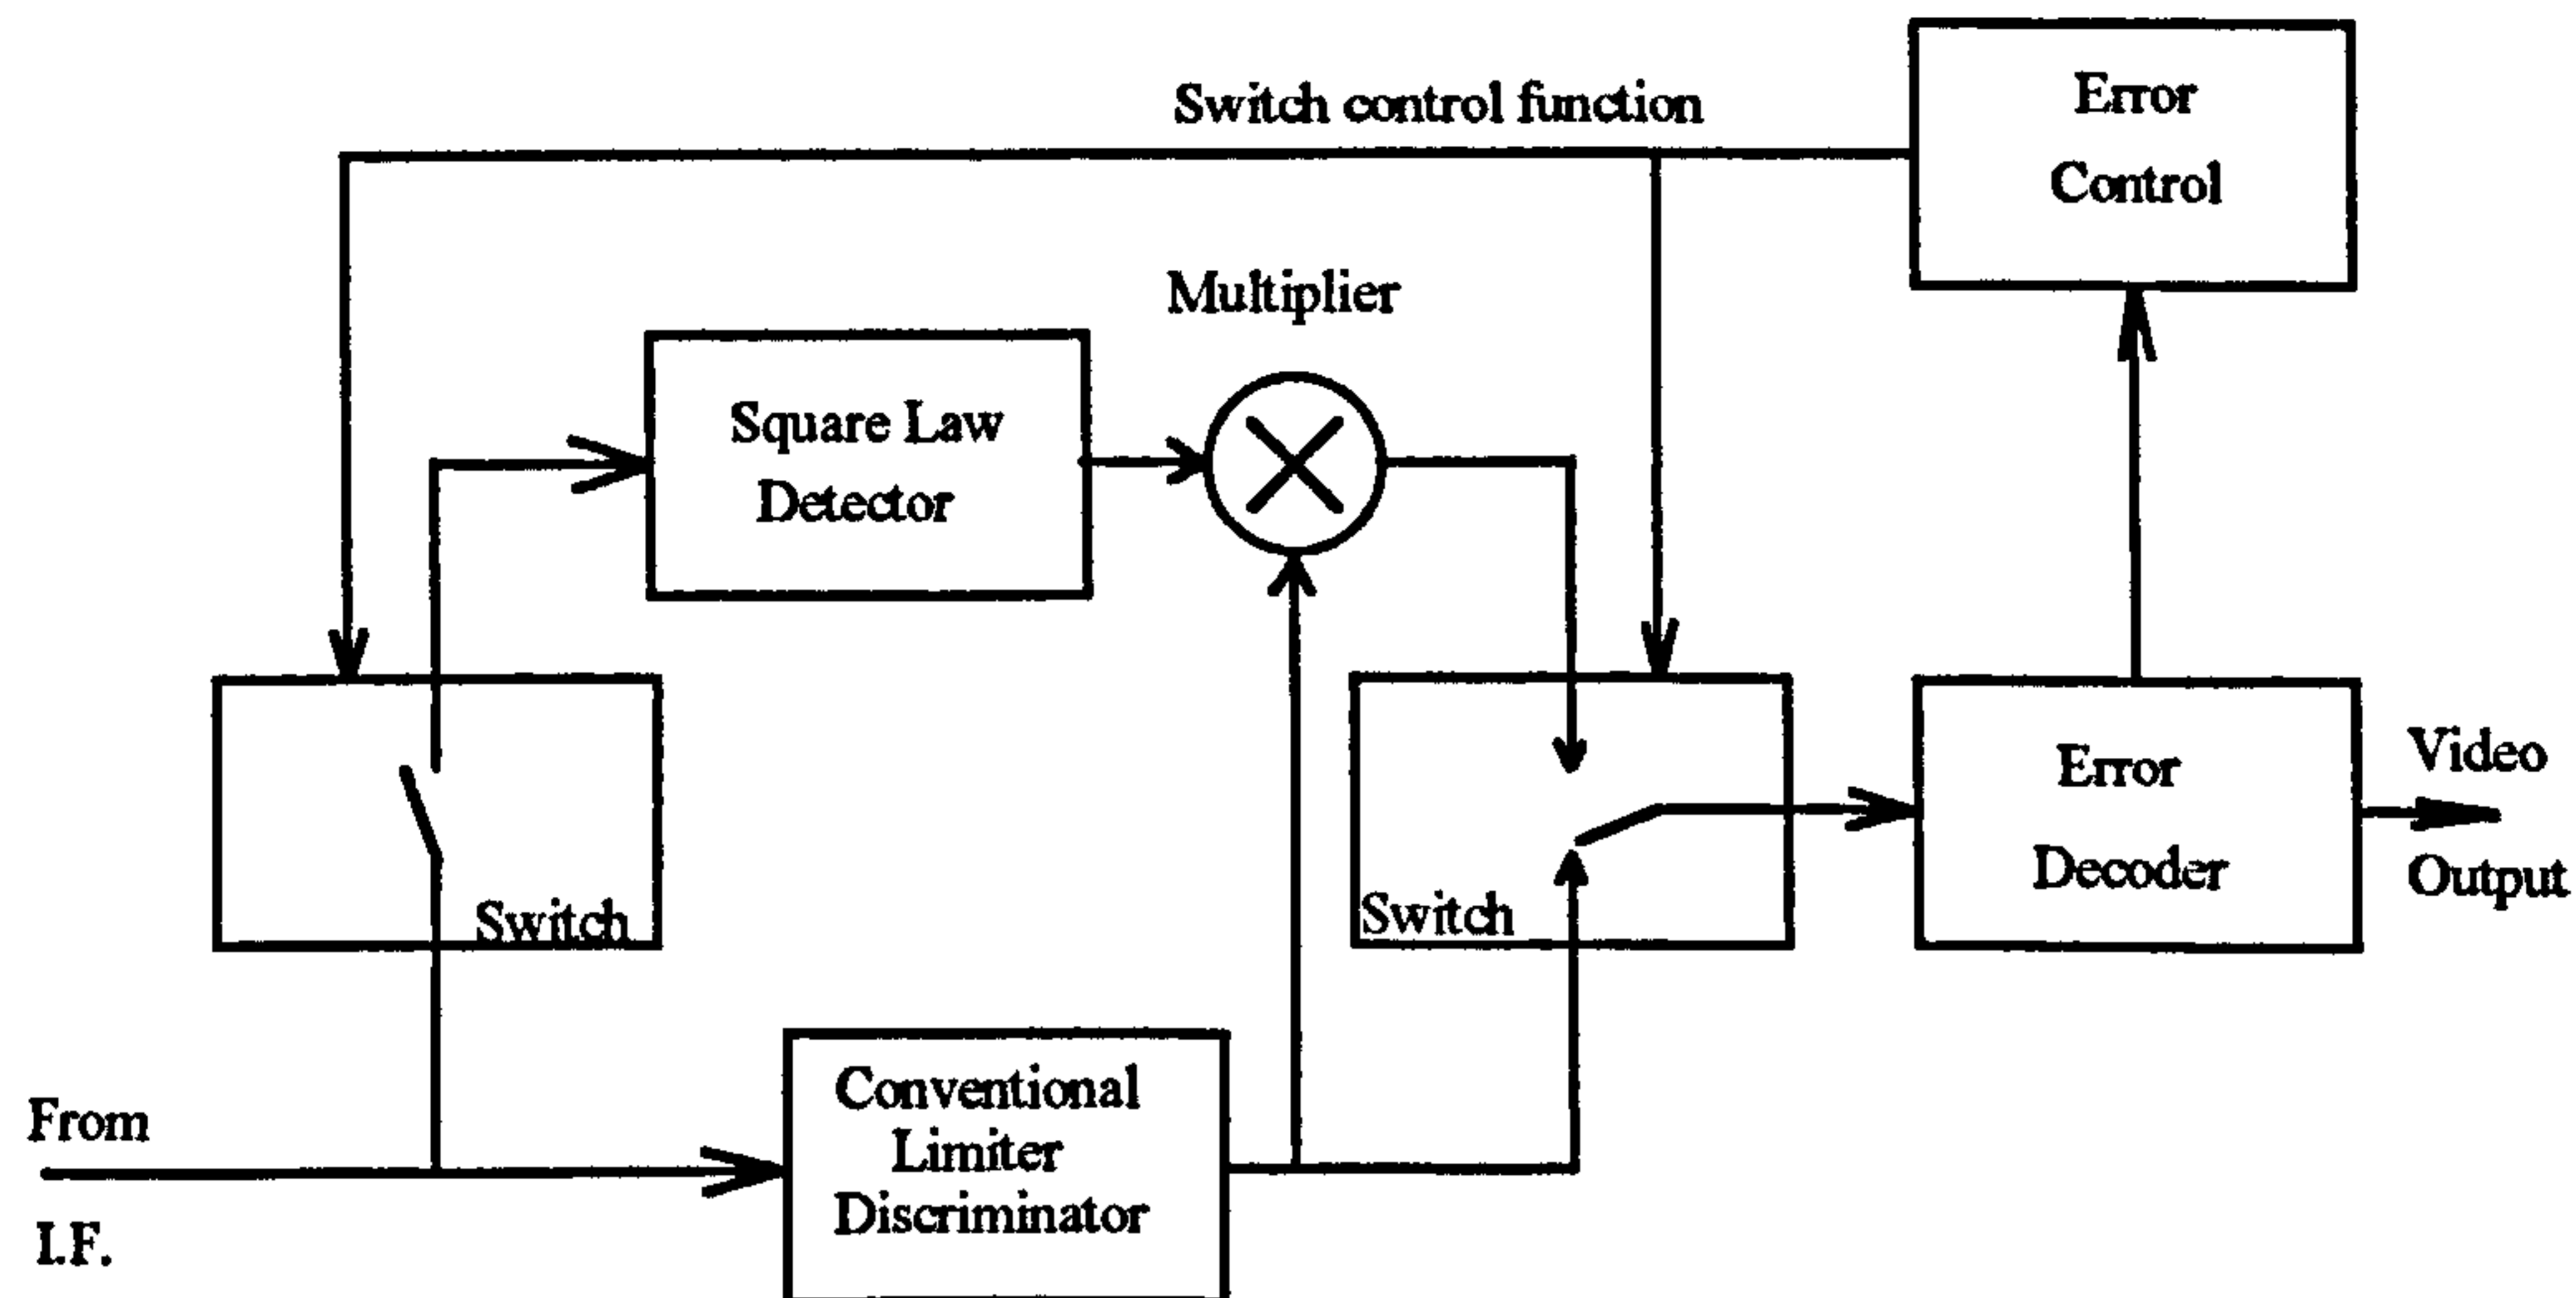 Error
Control
Switch control function
Multiplier
Square Law
Detector
Switch
Switch
Error
Decoder
Video
Output
From
I.F.
Conventional
Limiter
Discriminator